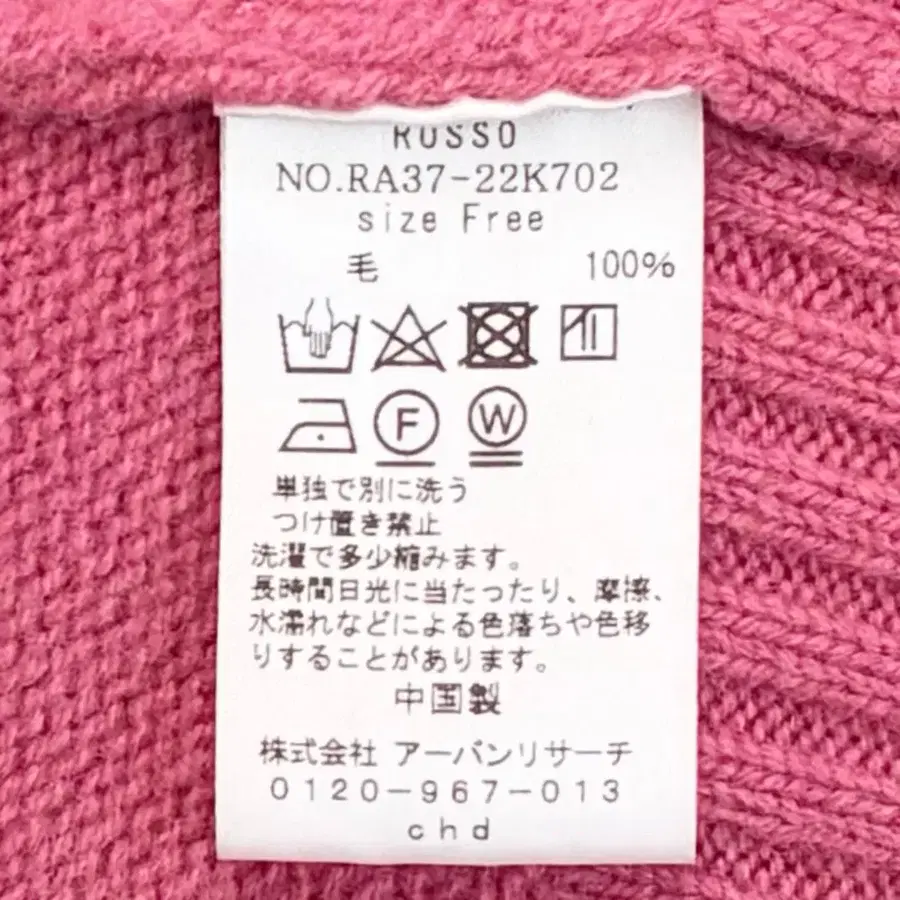 RUSSO
NO.RA37-22K702
size Free
毛 100%
F W
単独で別に洗う
つけ置き禁止
洗濯で多少縮みます。
長時間日光に当たったり、摩擦、
水濡れなどによる色落ちや色移
りすることがあります。
中国製
株式会社 アーバンリサーチ
0120-967-013
chd